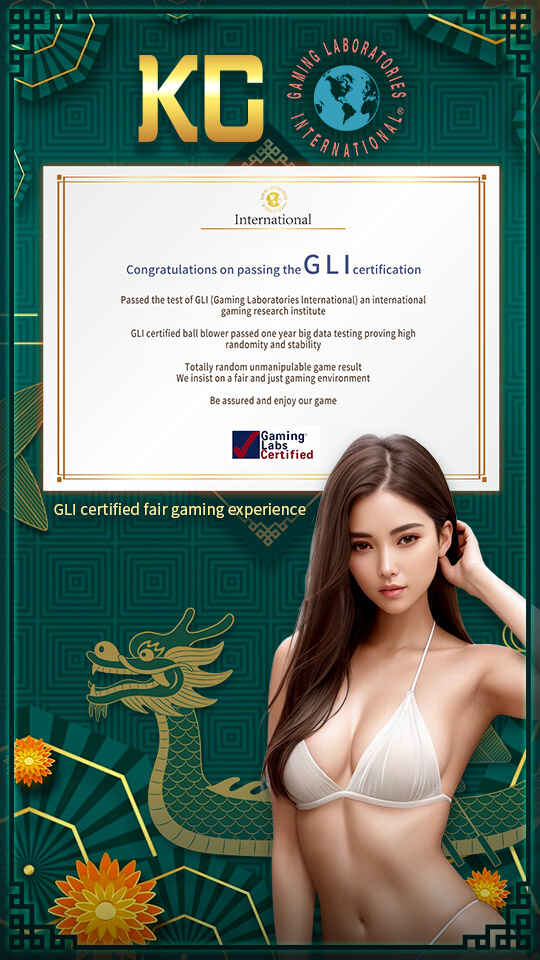 KC
GAMING LABORATORIES
INTERNATIONAL®
International
Congratulations on passing the GLI certification
Passed the test of GLI (Gaming Laboratories International) an international
gaming research institute
GLI certified ball blower passed one year big data testing proving high
randomity and stability
Totally random unmanipulable game result
We insist on a fair and just gaming environment
Be assured and enjoy our game
Gaming
Labs
Certified
GLI certified fair gaming experience